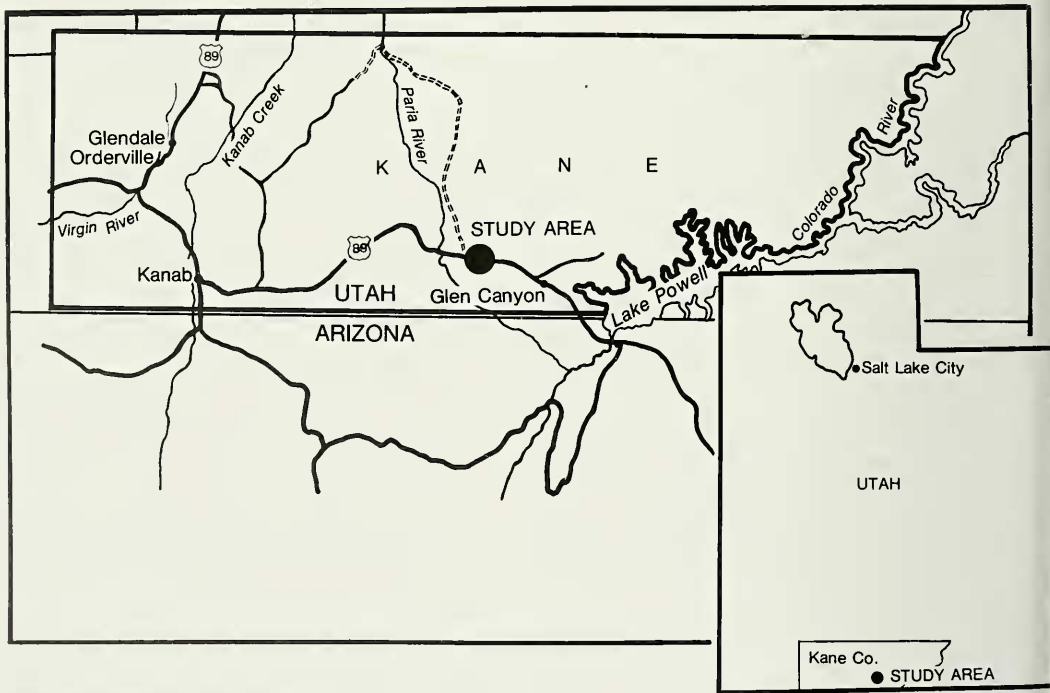 89
Glendale
Orderville
Kanab Creek
Paria River
K A N E
Colorado River
Virgin River
STUDY AREA
89
Kanab
UTAH
Glen Canyon
Lake Powell
ARIZONA
Salt Lake City
UTAH
Kane Co.
STUDY AREA